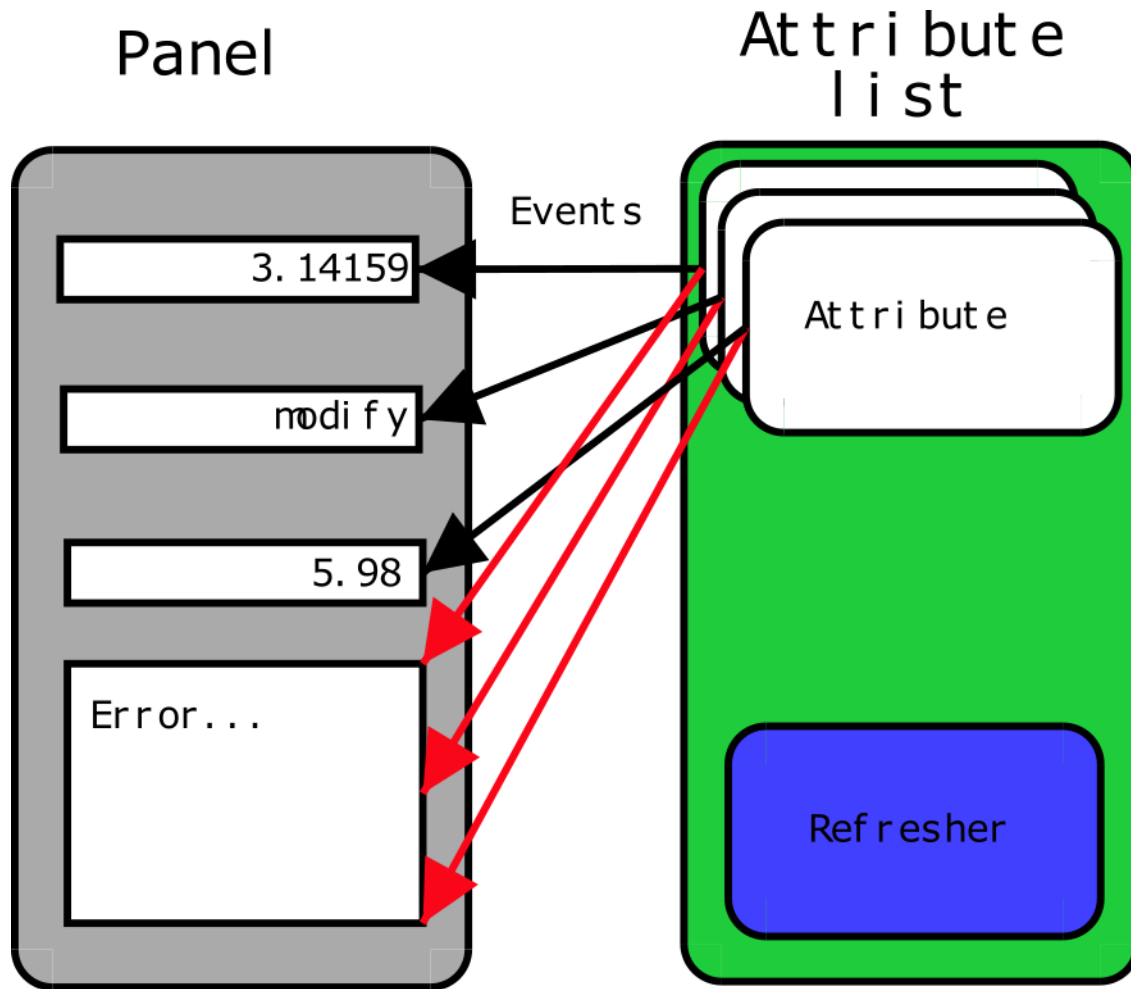 Panel
Attribute
list
Events
3.14159
Attribute
modify
5.98
Error...
Refresher